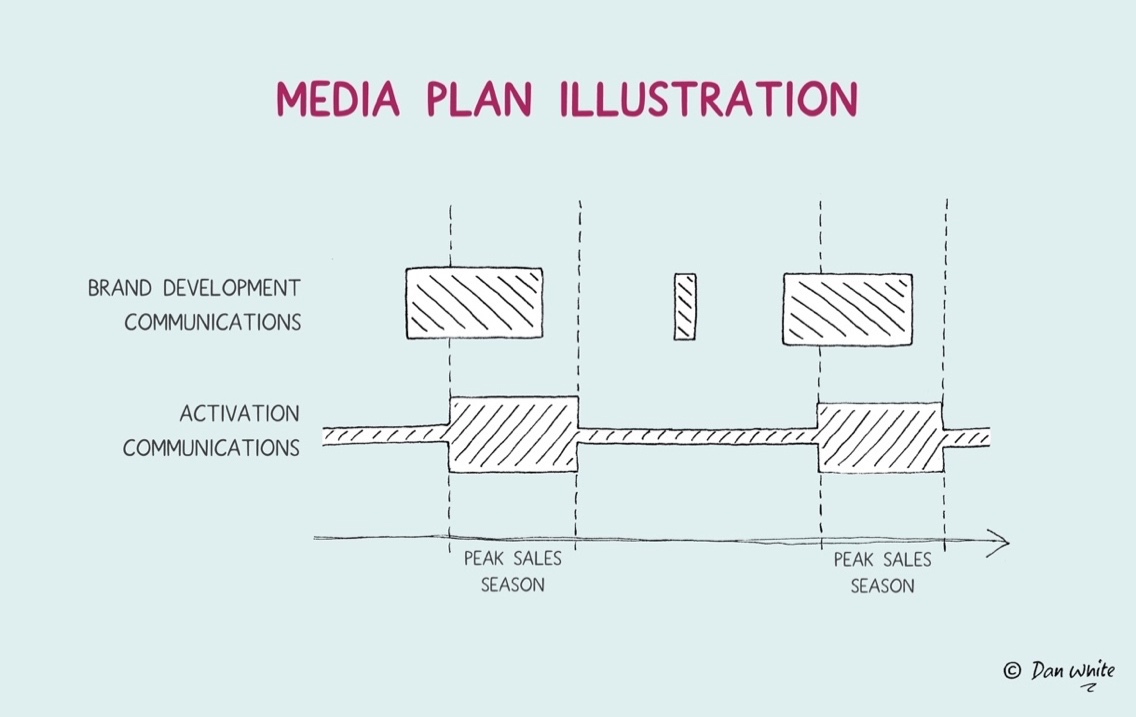 MEDIA PLAN ILLUSTRATION
BRAND DEVELOPMENT
COMMUNICATIONS
ACTIVATION
COMMUNICATIONS
PEAK SALES
SEASON
PEAK SALES
SEASON
© Dan White